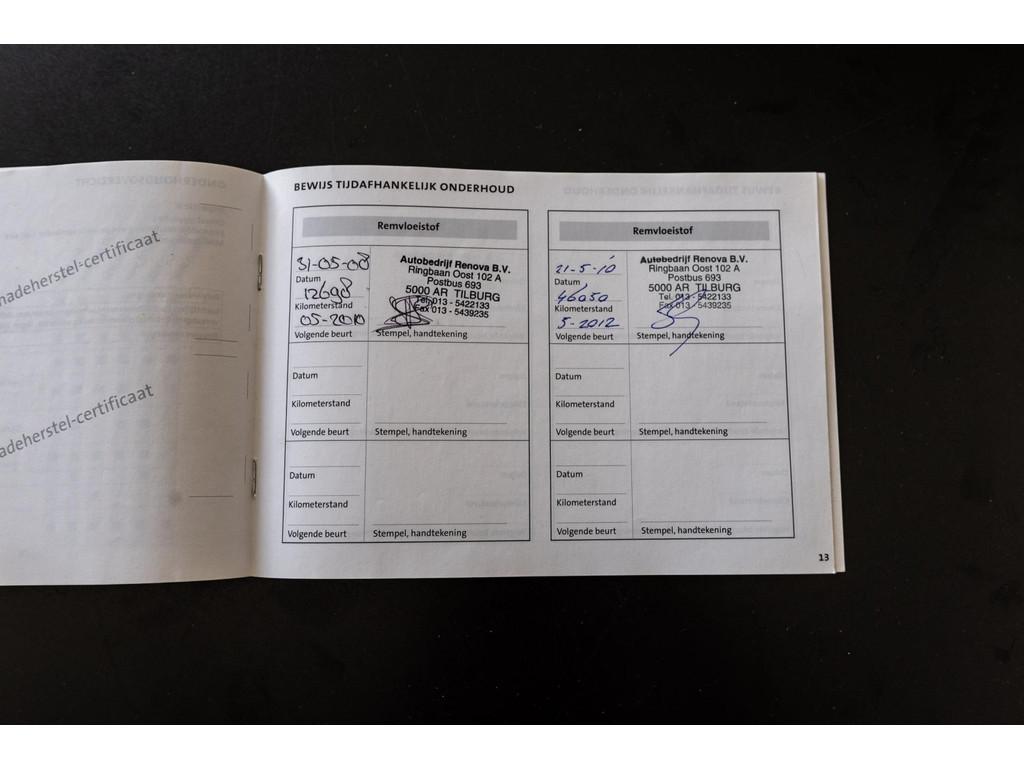 nadeherstel-certificaat
nadeherstel-certificaat
BEWIJS TIJDAFHANKELIJK ONDERHOUD
Remvloeistof
31-05-08
Datum
12698
Kilometerstand
05-2010
Volgende beurt
Autobedrijf Renova B.V.
Ringbaan Oost 102 A
Postbus 693
5000 AR TILBURG
Tel. 013 - 5422133
Fax 013 - 5439235
Stempel, handtekening
Datum
Kilometerstand
Volgende beurt
Stempel, handtekening
Datum
Kilometerstand
Volgende beurt
Stempel, handtekening
Remvloeistof
21-5-10
Datum
46050
Kilometerstand
5-2012
Volgende beurt
Autobedrijf Renova B.V.
Ringbaan Oost 102 A
Postbus 693
5000 AR TILBURG
Tel. 013 - 5422133
Fax 013 - 5439235
Stempel, handtekening
Datum
Kilometerstand
Volgende beurt
Stempel, handtekening
Datum
Kilometerstand
Volgende beurt
Stempel, handtekening
13